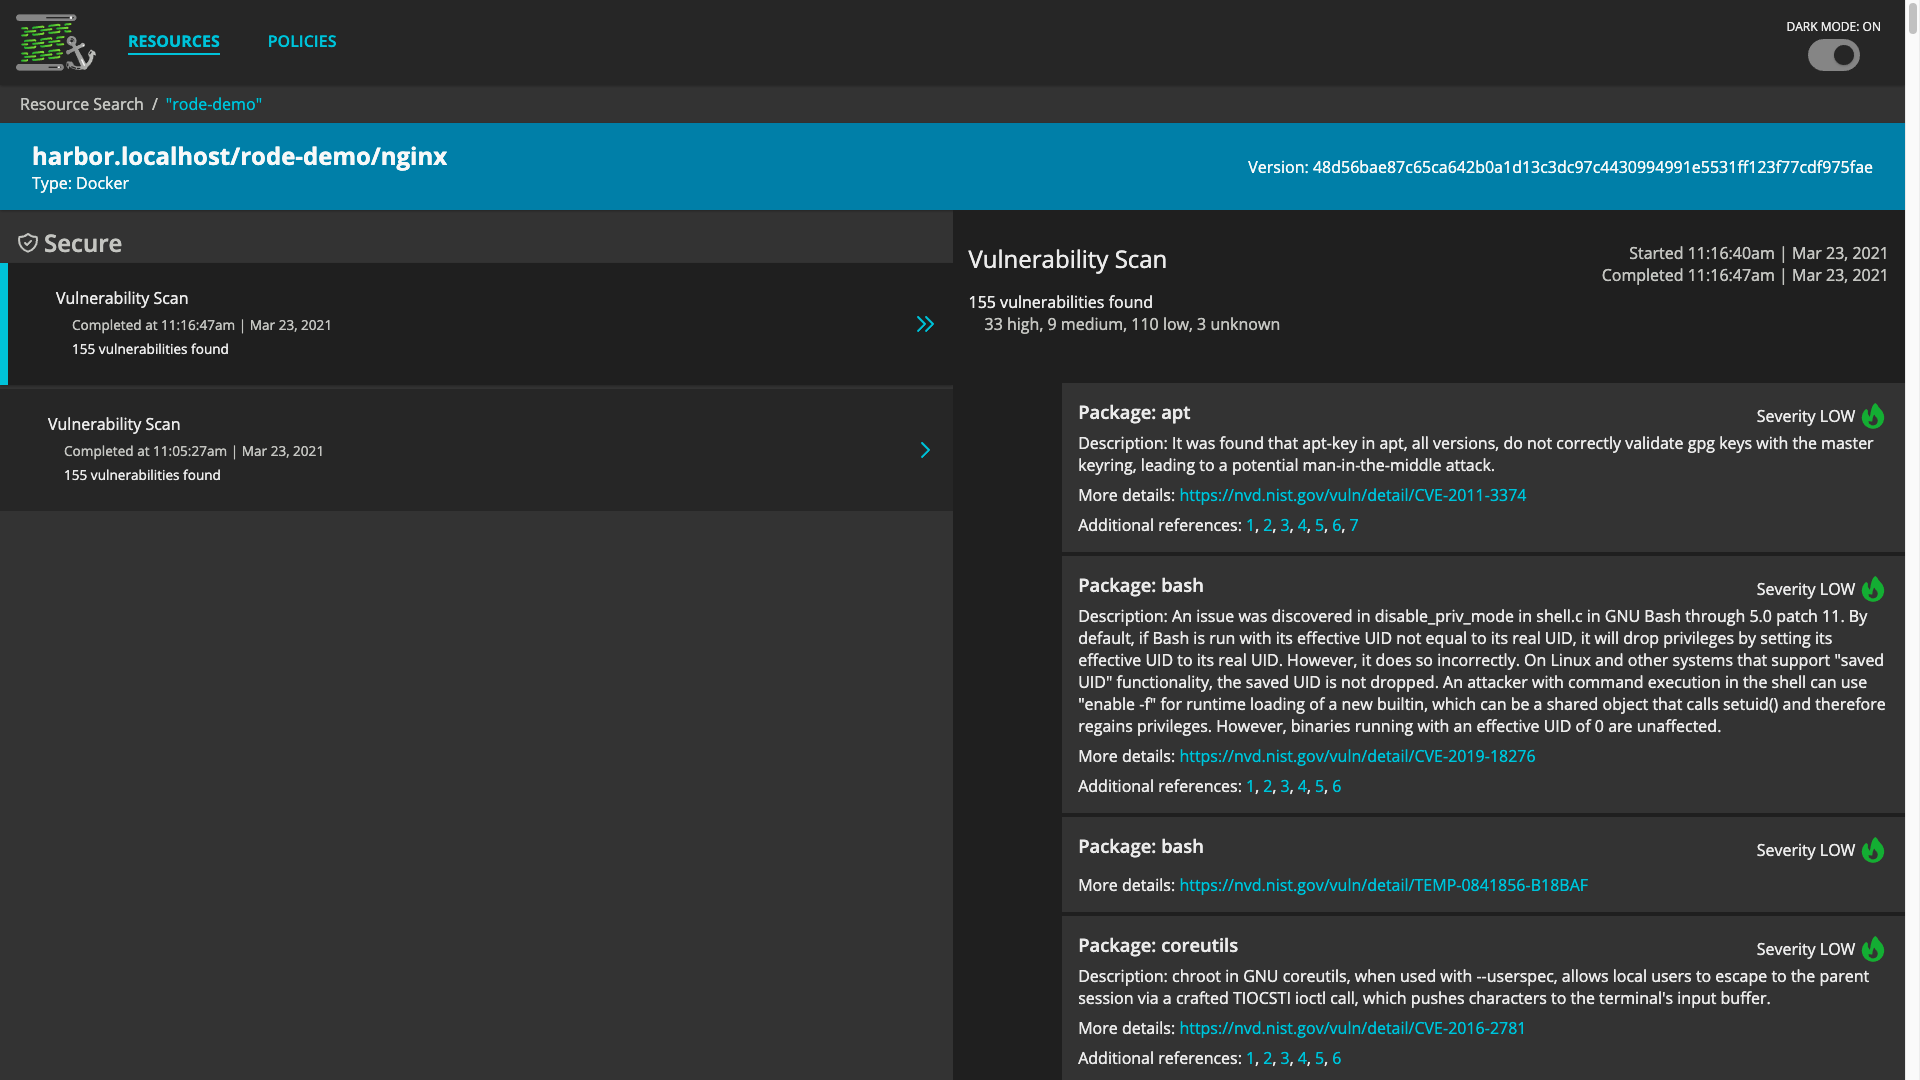 RESOURCES
POLICIES
DARK MODE: ON
Resource Search / "rode-demo"
harbor.localhost/rode-demo/nginx
Type: Docker
Version: 48d56bae87c65ca642b0a1d13c3dc97c4430994991e5531ff123f77cdf975fae
Secure
Vulnerability Scan
Completed at 11:16:47am | Mar 23, 2021
155 vulnerabilities found
Vulnerability Scan
Completed at 11:05:27am | Mar 23, 2021
155 vulnerabilities found
Vulnerability Scan
Started 11:16:40am | Mar 23, 2021
Completed 11:16:47am | Mar 23, 2021
155 vulnerabilities found
33 high, 9 medium, 110 low, 3 unknown
Package: apt
Severity LOW
Description: It was found that apt-key in apt, all versions, do not correctly validate gpg keys with the master
keyring, leading to a potential man-in-the-middle attack.
More details: https://nvd.nist.gov/vuln/detail/CVE-2011-3374
Additional references: 1, 2, 3, 4, 5, 6, 7
Package: bash
Severity LOW
Description: An issue was discovered in disable_priv_mode in shell.c in GNU Bash through 5.0 patch 11. By
default, if Bash is run with its effective UID not equal to its real UID, it will drop privileges by setting its
effective UID to its real UID. However, it does so incorrectly. On Linux and other systems that support "saved
UID" functionality, the saved UID is not dropped. An attacker with command execution in the shell can use
"enable -f" for runtime loading of a new builtin, which can be a shared object that calls setuid() and therefore
regains privileges. However, binaries running with an effective UID of 0 are unaffected.
More details: https://nvd.nist.gov/vuln/detail/CVE-2019-18276
Additional references: 1, 2, 3, 4, 5, 6
Package: bash
Severity LOW
More details: https://nvd.nist.gov/vuln/detail/TEMP-0841856-B18BAF
Package: coreutils
Severity LOW
Description: chroot in GNU coreutils, when used with --userspec, allows local users to escape to the parent
session via a crafted TIOCSTI ioctl call, which pushes characters to the terminal's input buffer.
More details: https://nvd.nist.gov/vuln/detail/CVE-2016-2781
Additional references: 1, 2, 3, 4, 5, 6